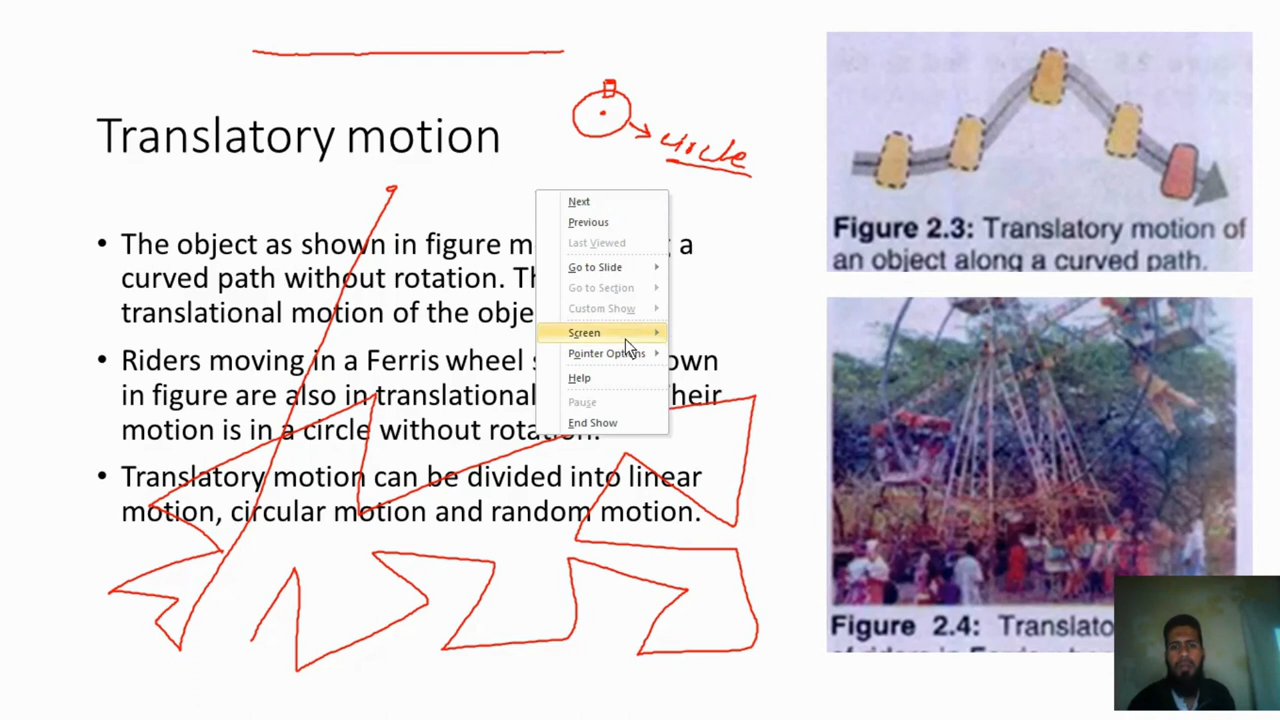 Translatory motion
circle
• The object as shown in figure m a
curved path without rotation.
translational motion of the obje
• Riders moving in a Ferris wheel own
in figure are also in translational heir
motion is in a circle without rotation.
• Translatory motion can be divided into linear
motion, circular motion and random motion.
Next
Previous
Last Viewed
Go to Slide
Go to Section
Custom Show
Screen
Pointer Options
Help
Pause
End Show
Figure 2.3: Translatory motion of
an object along a curved path.
Figure 2.4: Translato